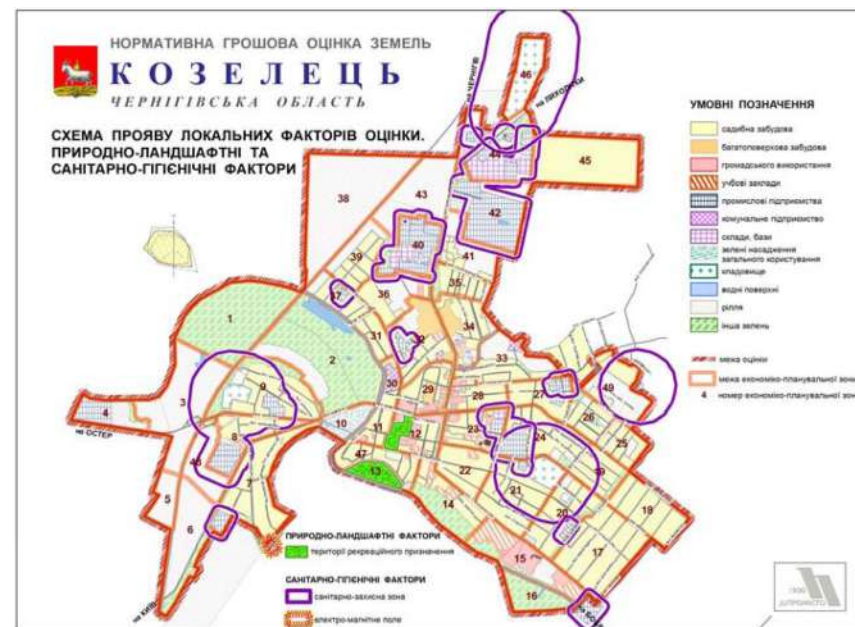 НОРМАТИВНА ГРОШОВА ОЦІНКА ЗЕМЕЛЬ
КОЗЕЛЕЦЬ
ЧЕРНІГІВСЬКА ОБЛАСТЬ
СХЕМА ПРОЯВУ ЛОКАЛЬНИХ ФАКТОРІВ ОЦІНКИ.
ПРИРОДНО-ЛАНДШАФТНІ ТА
САНІТАРНО-ГІГІЄНІЧНІ ФАКТОРИ
на ЧЕРНІГІВ
46
44
45
42
43
38
40
41
39
37
36
35
34
1
2
31
32
33
30
29
28
27
49
УМОВНІ ПОЗНАЧЕННЯ
садибна забудова
багатоповерхова забудова
громадського використання
учбові заклади
промислові підприємства
комунальне підприємство
склади, бази
зелені насадження
загального користування
кладовище
водні поверхні
рілля
інша зелень
межа оцінки
межа економіко-планувальної зони
4 номер економіко-планувальної зони
3
4
9
8
10
11
12
23
24
26
25
на ОСТЕР
47
13
22
21
19
7
5
6
14
20
18
17
15
16
на КИЇВ
ПРИРОДНО-ЛАНДШАФТНІ ФАКТОРИ
території рекреаційного призначення
САНІТАРНО-ГІГІЄНІЧНІ ФАКТОРИ
санітарно-захисна зона
електро-магнітне поле
ДІПРОМІСТО